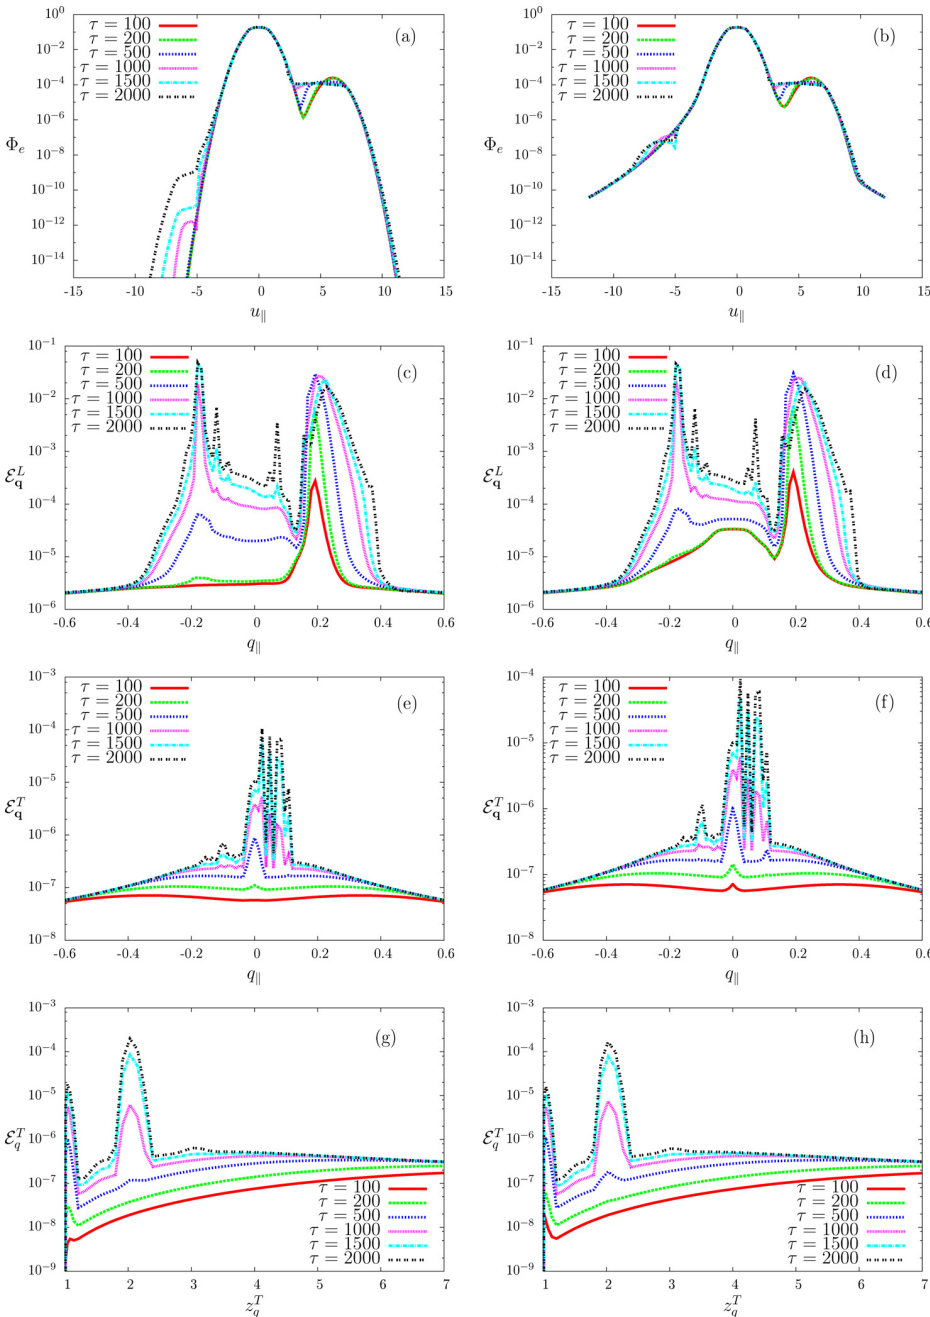 τ = 100
τ = 200
τ = 500
τ = 1000
τ = 1500
τ = 2000
(a)
Φ_e
10^0
10^-2
10^-4
10^-6
10^-8
10^-10
10^-12
10^-14
-15 -10 -5 0 5 10 15
u_∥
τ = 100
τ = 200
τ = 500
τ = 1000
τ = 1500
τ = 2000
(b)
Φ_e
10^0
10^-2
10^-4
10^-6
10^-8
10^-10
10^-12
10^-14
-15 -10 -5 0 5 10 15
u_∥
τ = 100
τ = 200
τ = 500
τ = 1000
τ = 1500
τ = 2000
(c)
ℰ_q^L
10^-1
10^-2
10^-3
10^-4
10^-5
10^-6
-0.6 -0.4 -0.2 0 0.2 0.4 0.6
q_∥
τ = 100
τ = 200
τ = 500
τ = 1000
τ = 1500
τ = 2000
(d)
ℰ_q^L
10^-1
10^-2
10^-3
10^-4
10^-5
10^-6
-0.6 -0.4 -0.2 0 0.2 0.4 0.6
q_∥
τ = 100
τ = 200
τ = 500
τ = 1000
τ = 1500
τ = 2000
(e)
ℰ_q^T
10^-3
10^-4
10^-5
10^-6
10^-7
10^-8
-0.6 -0.4 -0.2 0 0.2 0.4 0.6
q_∥
τ = 100
τ = 200
τ = 500
τ = 1000
τ = 1500
τ = 2000
(f)
ℰ_q^T
10^-4
10^-5
10^-6
10^-7
10^-8
-0.6 -0.4 -0.2 0 0.2 0.4 0.6
q_∥
(g)
ℰ_q^T
10^-3
10^-4
10^-5
10^-6
10^-7
10^-8
10^-9
τ = 100
τ = 200
τ = 500
τ = 1000
τ = 1500
τ = 2000
1 2 3 4 5 6 7
z_q^T
(h)
ℰ_q^T
10^-3
10^-4
10^-5
10^-6
10^-7
10^-8
10^-9
τ = 100
τ = 200
τ = 500
τ = 1000
τ = 1500
τ = 2000
1 2 3 4 5 6 7
z_q^T